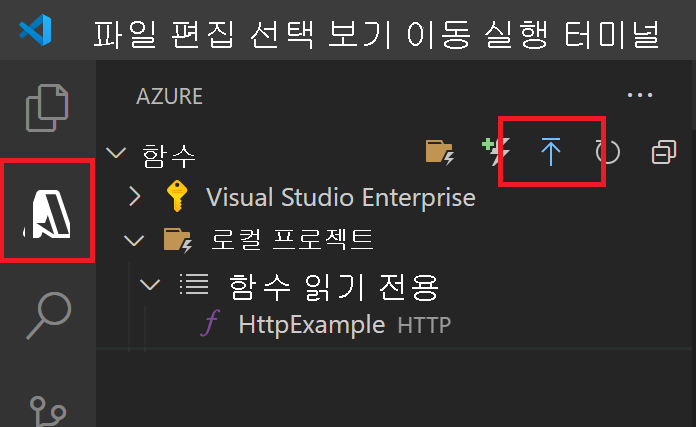 파일 편집 선택 보기 이동 실행 터미널
AZURE
함수
Visual Studio Enterprise
로컬 프로젝트
함수 읽기 전용
HttpExample HTTP